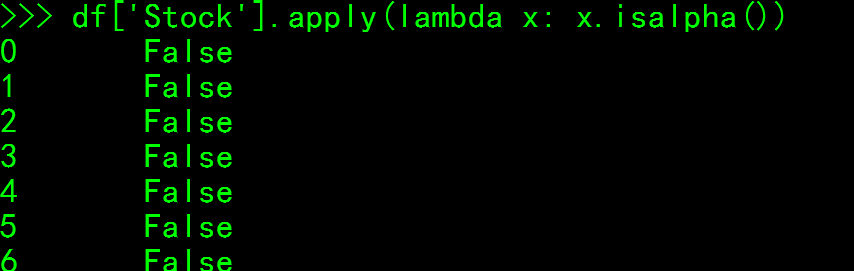 >>> df['Stock'].apply(lambda x: x.isalpha())
0 False
1 False
2 False
3 False
4 False
5 False
6 False